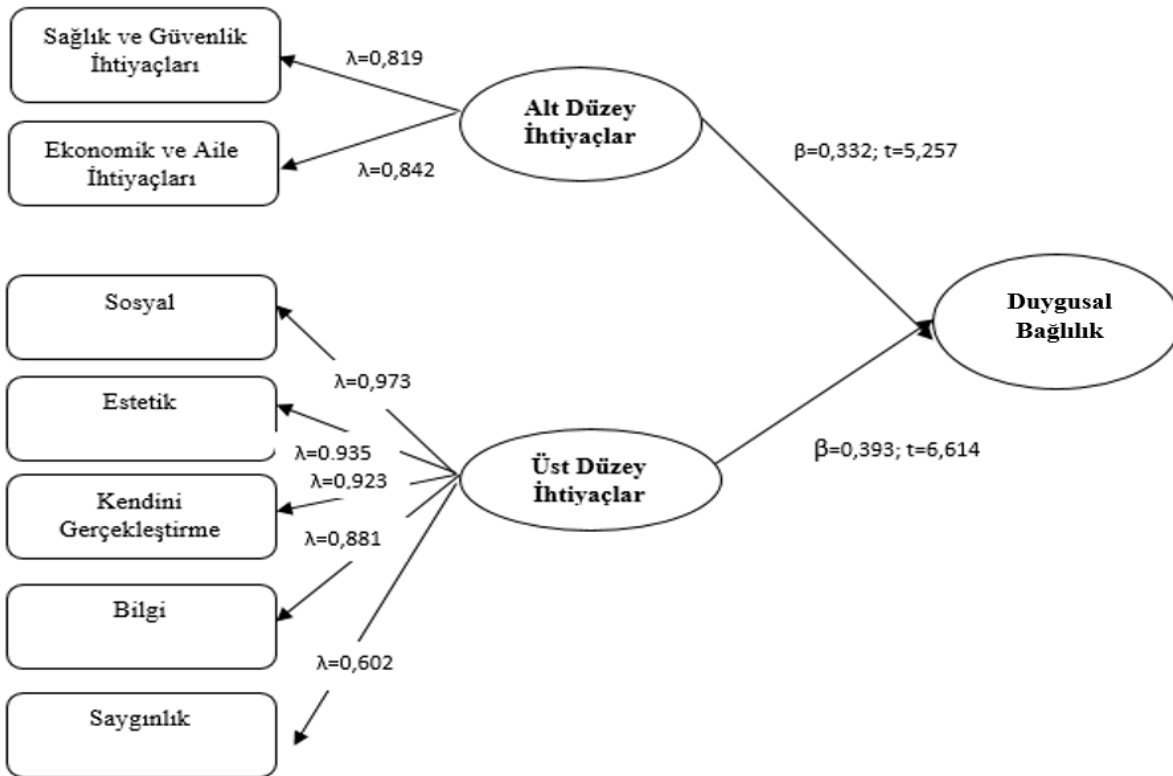 Sağlık ve Güvenlik
İhtiyaçları
λ=0,819
Alt Düzey
İhtiyaçlar
Ekonomik ve Aile
İhtiyaçları
λ=0,842
β=0,332; t=5,257
Sosyal
Duygusal
Bağlılık
λ=0,973
Estetik
λ=0.935
Üst Düzey
İhtiyaçlar
β=0,393; t=6,614
λ=0,923
Kendini
Gerçekleştirme
λ=0,881
Bilgi
λ=0,602
Saygınlık